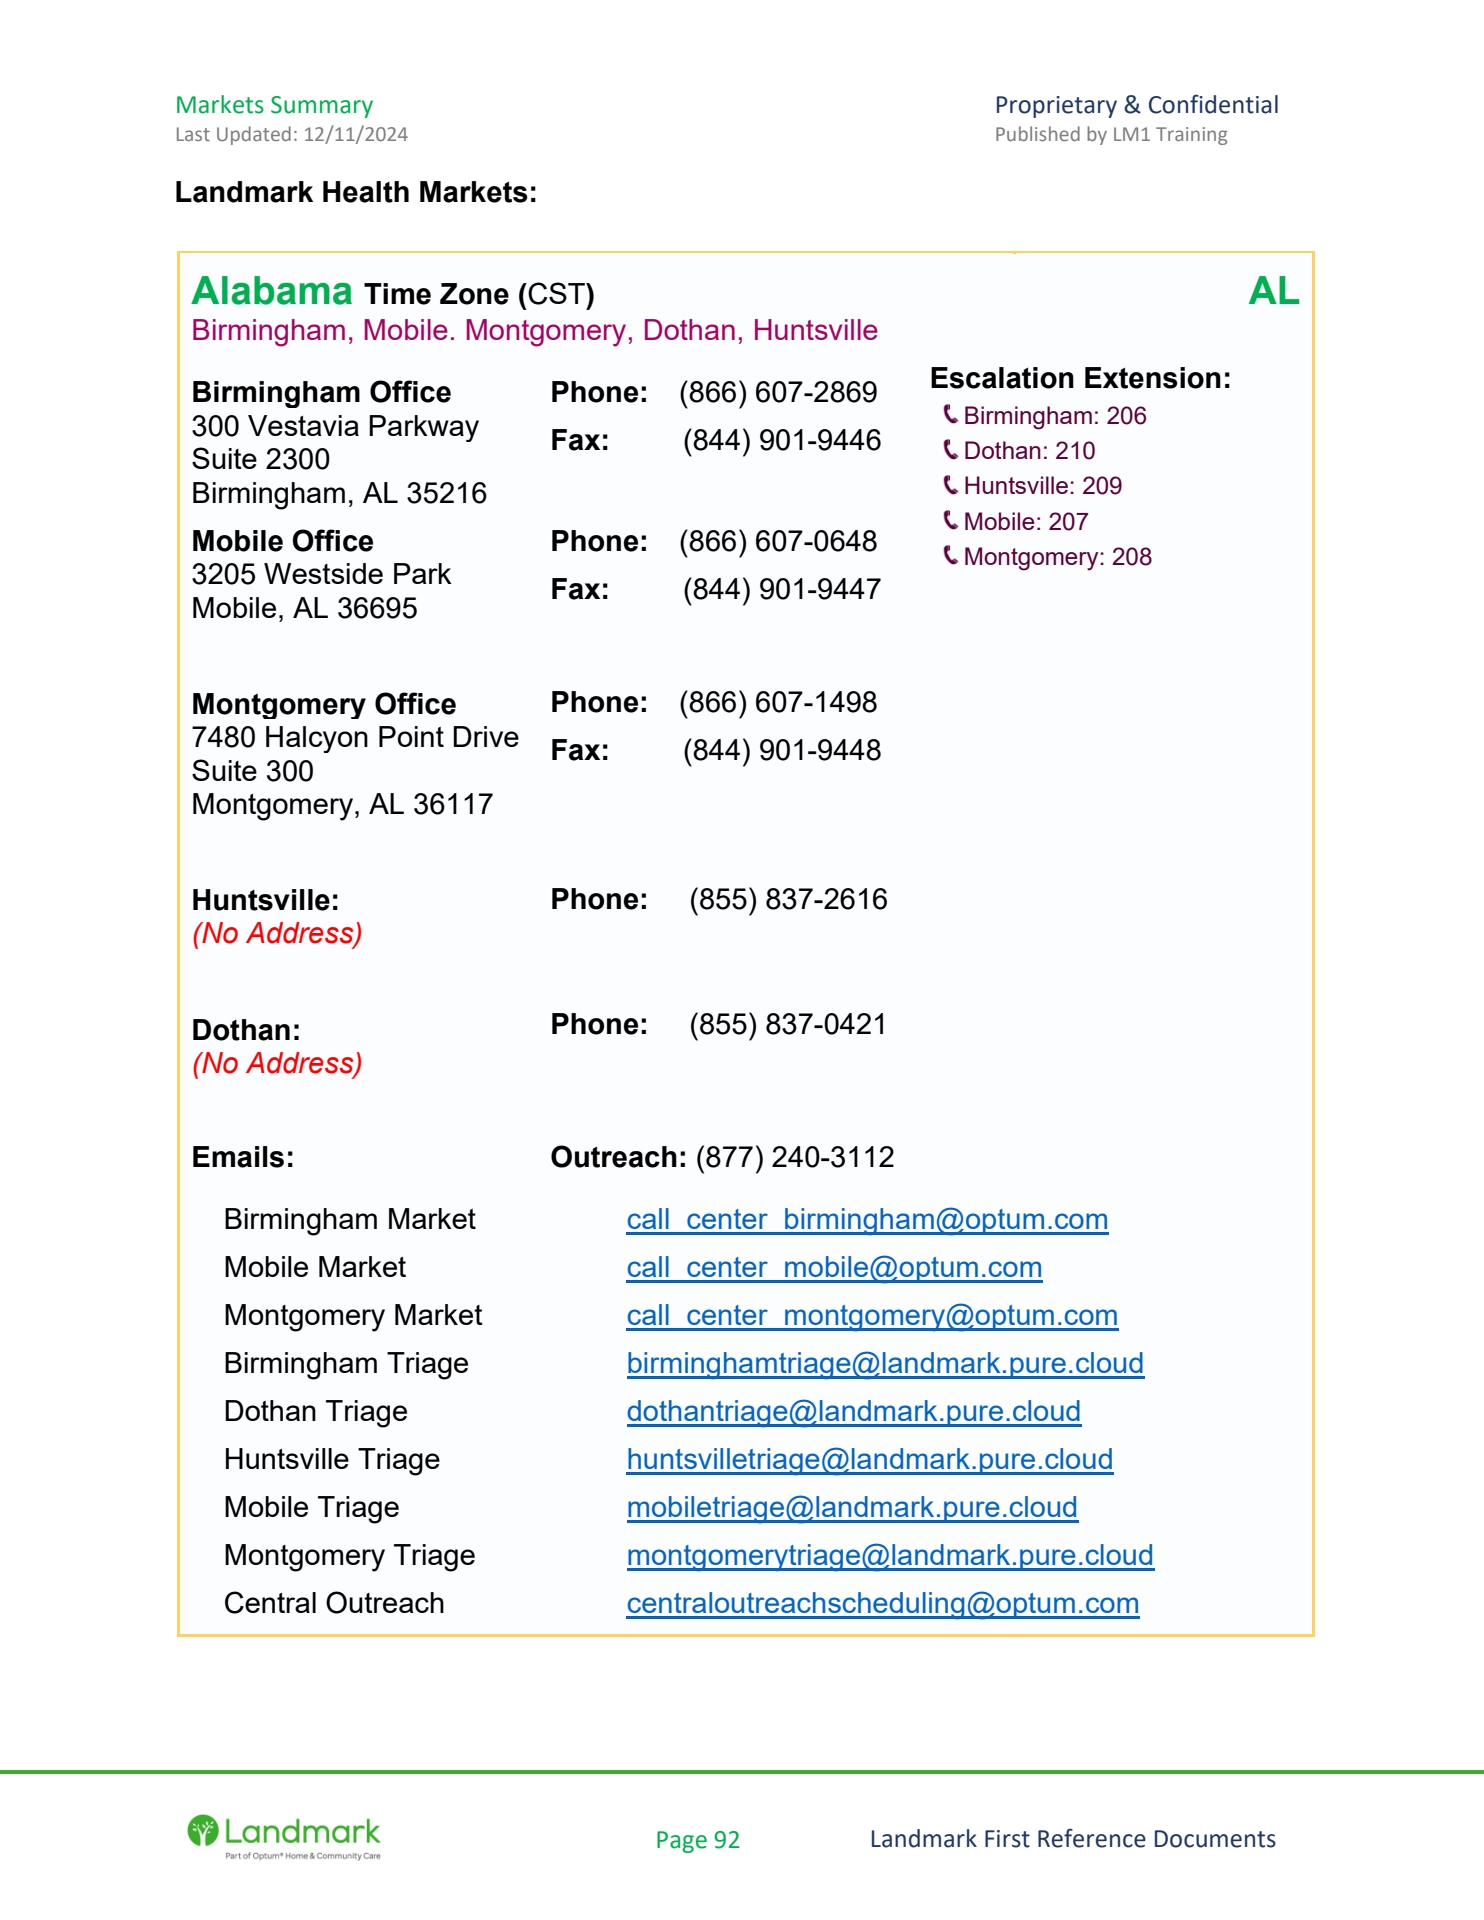 Markets Summary
Proprietary & Confidential
Last Updated: 12/11/2024
Published by LM1 Training
Landmark Health Markets:
Alabama Time Zone (CST)
AL
Birmingham, Mobile. Montgomery, Dothan, Huntsville
Birmingham Office
300 Vestavia Parkway
Suite 2300
Birmingham, AL 35216
Phone: (866) 607-2869
Fax: (844) 901-9446
Escalation Extension:
Birmingham: 206
Dothan: 210
Huntsville: 209
Mobile: 207
Montgomery: 208
Mobile Office
3205 Westside Park
Mobile, AL 36695
Phone: (866) 607-0648
Fax: (844) 901-9447
Montgomery Office
7480 Halcyon Point Drive
Suite 300
Montgomery, AL 36117
Phone: (866) 607-1498
Fax: (844) 901-9448
Huntsville:
(No Address)
Phone: (855) 837-2616
Dothan:
(No Address)
Phone: (855) 837-0421
Emails:
Outreach: (877) 240-3112
Birmingham Market call_center_birmingham@optum.com
Mobile Market call_center_mobile@optum.com
Montgomery Market call_center_montgomery@optum.com
Birmingham Triage birminghamtriage@landmark.pure.cloud
Dothan Triage dothantriage@landmark.pure.cloud
Huntsville Triage huntsvilletriage@landmark.pure.cloud
Mobile Triage mobiletriage@landmark.pure.cloud
Montgomery Triage montgomerytriage@landmark.pure.cloud
Central Outreach centraloutreachscheduling@optum.com
Landmark
Part of Optum® Home & Community Care
Page 92
Landmark First Reference Documents